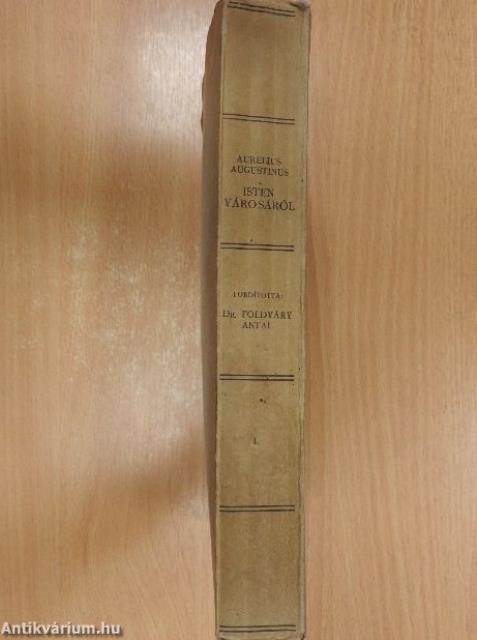 AURELIUS
AUGUSTINUS
ISTEN
VÁROSÁRÓL
FORDÍTOTTA:
DR. FÖLDVÁRY
ANTAL
I.
Antikvárium.hu